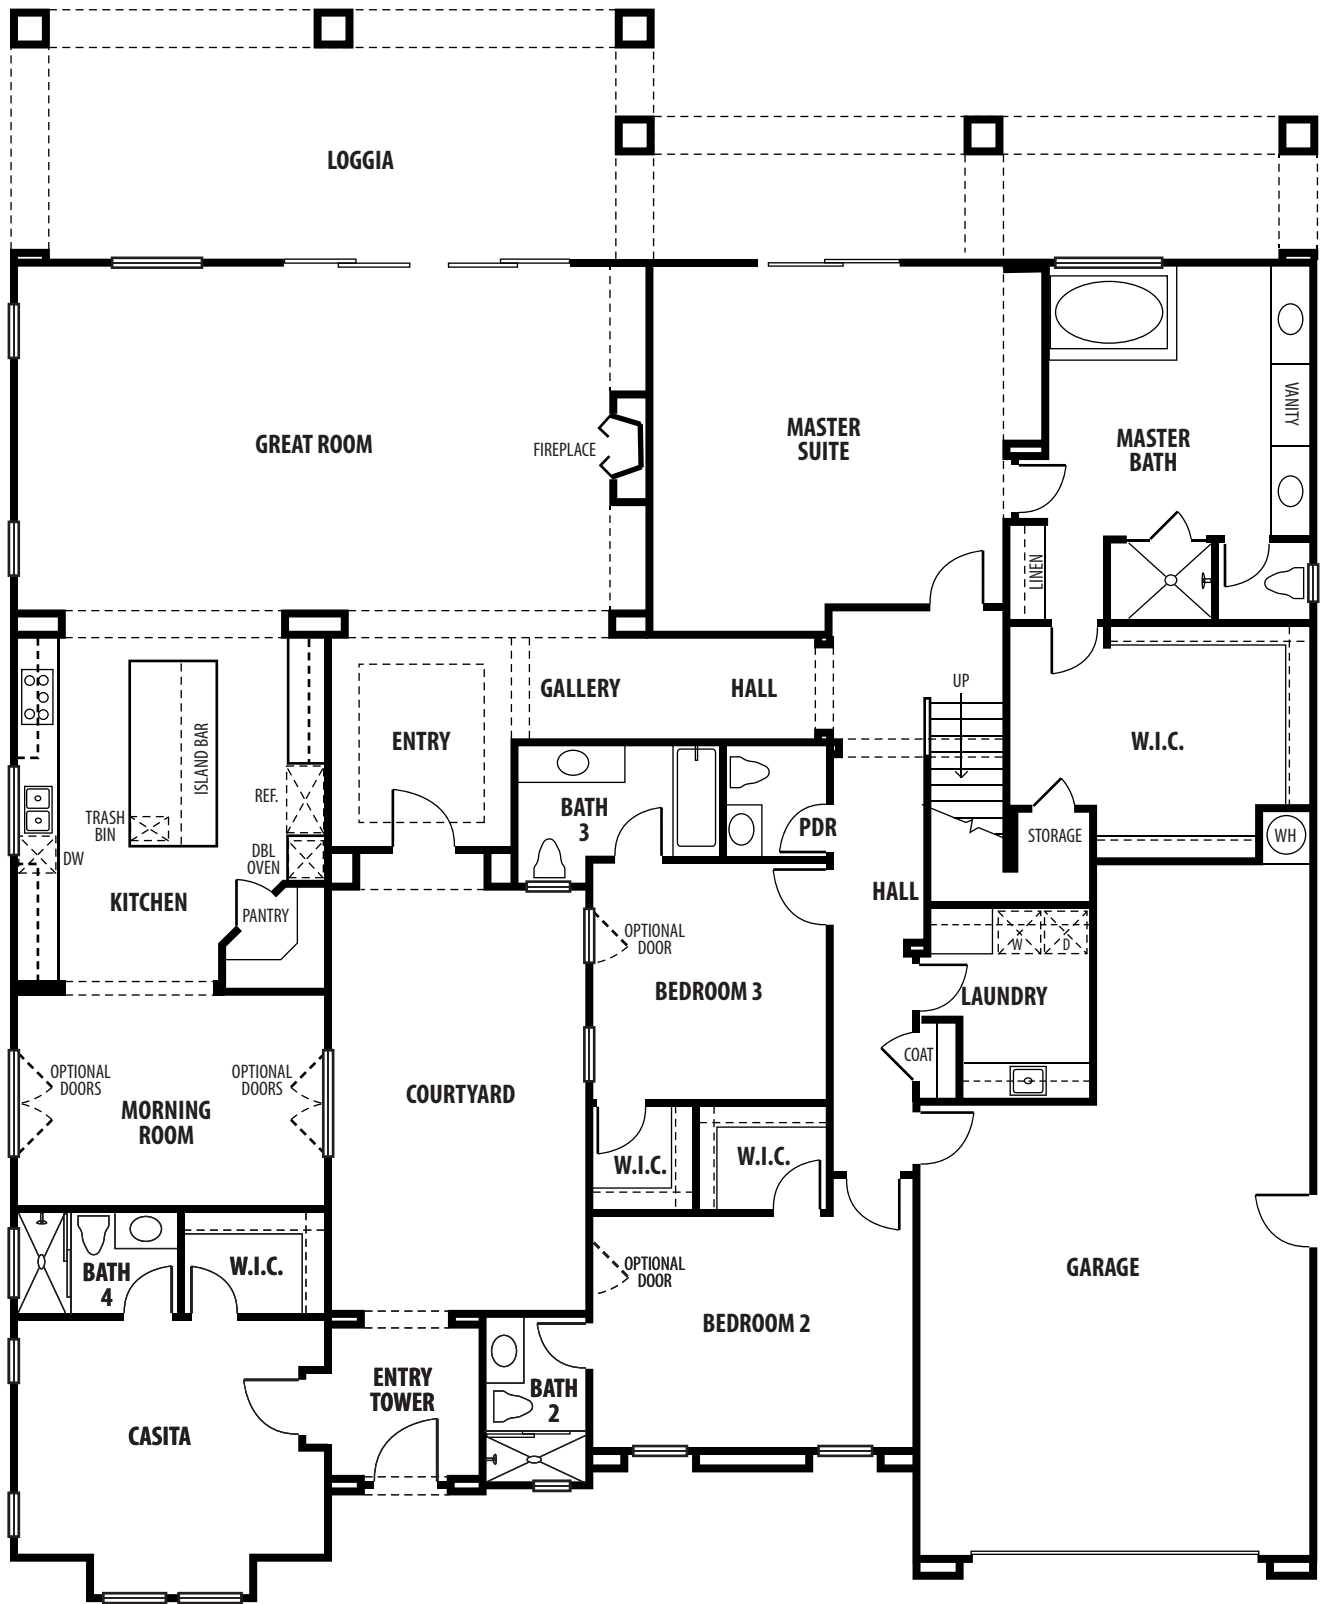 LOGGIA
GREAT ROOM
FIREPLACE
MASTER
SUITE
MASTER
BATH
VANITY
LINEN
UP
GALLERY
HALL
ENTRY
ISLAND BAR
W.I.C.
REF.
TRASH
BIN
DW
DBL
OVEN
BATH
3
PDR
STORAGE
WH
KITCHEN
PANTRY
HALL
OPTIONAL
DOOR
W
D
BEDROOM 3
LAUNDRY
COAT
OPTIONAL
DOORS
OPTIONAL
DOORS
MORNING
ROOM
COURTYARD
W.I.C.
W.I.C.
BATH
4
W.I.C.
OPTIONAL
DOOR
GARAGE
BEDROOM 2
ENTRY
TOWER
BATH
2
CASITA